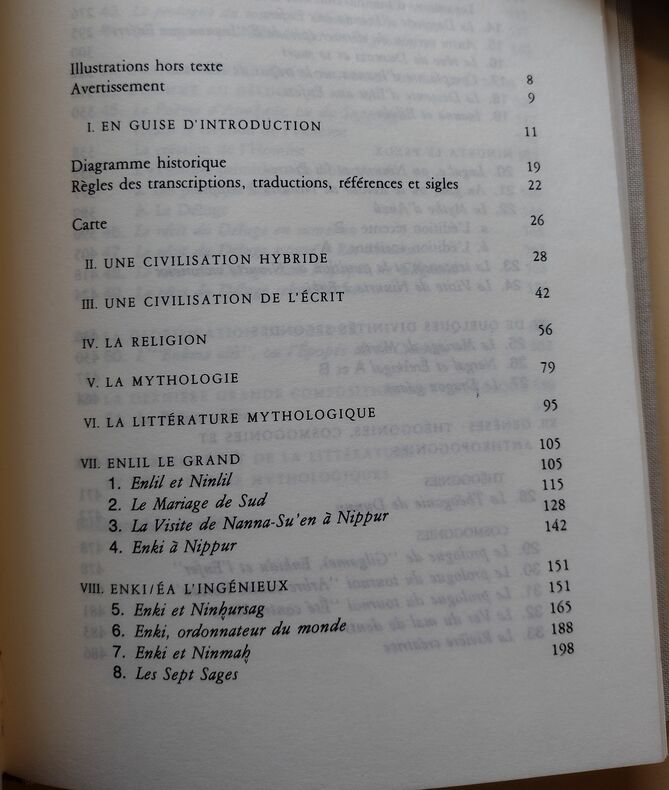 Illustrations hors texte 8
Avertissement 9
I. EN GUISE D'INTRODUCTION 11
Diagramme historique 19
Règles des transcriptions, traductions, références et sigles 22
Carte 26
II. UNE CIVILISATION HYBRIDE 28
III. UNE CIVILISATION DE L'ÉCRIT 42
IV. LA RELIGION 56
V. LA MYTHOLOGIE 79
VI. LA LITTÉRATURE MYTHOLOGIQUE 95
VII. ENLIL LE GRAND 105
1. Enlil et Ninlil 105
2. Le Mariage de Sud 115
3. La Visite de Nanna-Su'en à Nippur 128
4. Enki à Nippur 142
VIII. ENKI/ÉA L'INGÉNIEUX 151
5. Enki et Ninḫursag 151
6. Enki, ordonnateur du monde 165
7. Enki et Ninmaḫ 188
8. Les Sept Sages 198